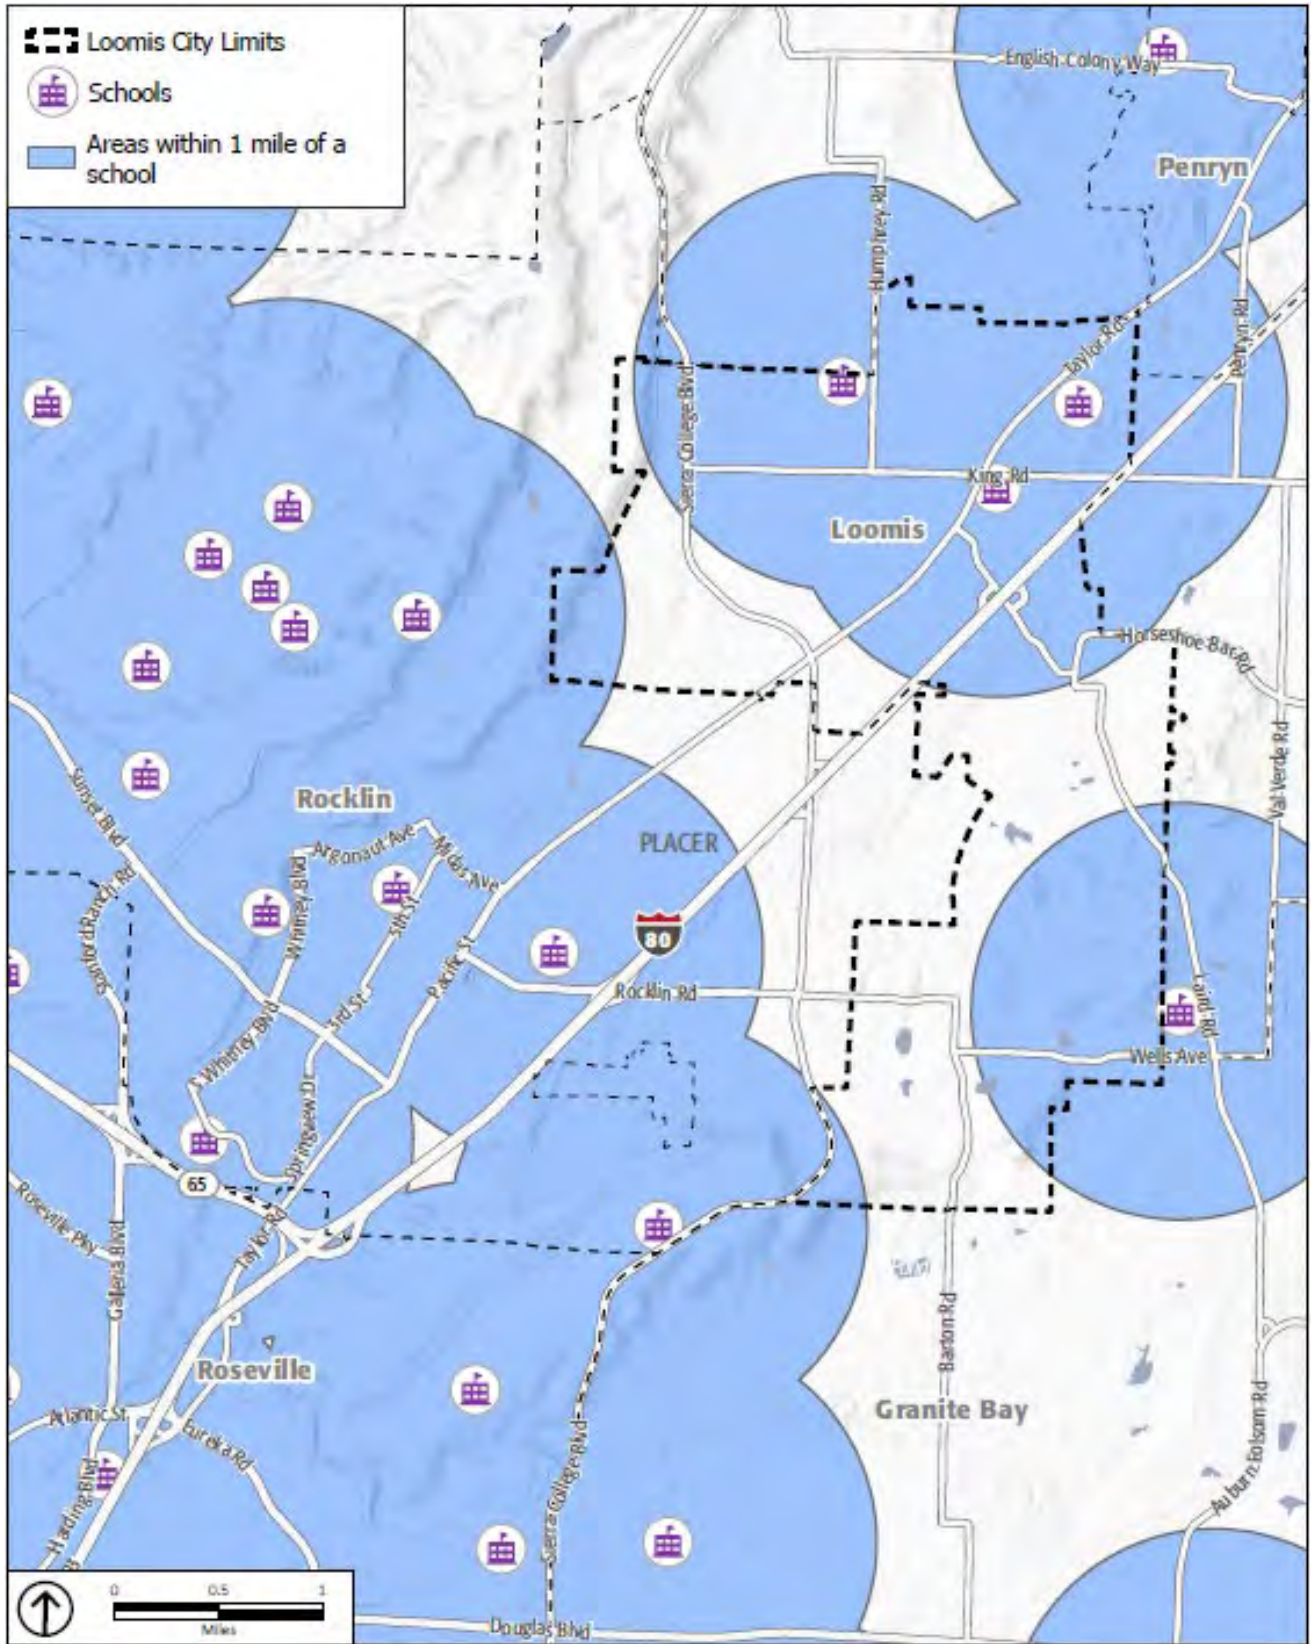 Loomis City Limits
Schools
Areas within 1 mile of a
school
English Colony Way
Penryn
Humphrey Rd
Taylor Rd
Penryn Rd
Sierra College Blvd
King Rd
Loomis
Horseshoe Bar Rd
Val Verde Rd
Sunset Blvd
Rocklin
Argonaut Ave
Midas Ave
PLACER
Whitney Blvd
5th St
Stanford Ranch Rd
80
Pacific St
Rocklin Rd
3rd St
Laird Rd
S Whitney Blvd
Wells Ave
Springview Dr
65
Roseville Pky
Galleria Blvd
Taylor Rd
Barton Rd
Roseville
Granite Bay
Atlantic St
Eureka Rd
Sierra College Blvd
Auburn Folsom Rd
Harding Blvd
0 0.5 1
Miles
Douglas Blvd